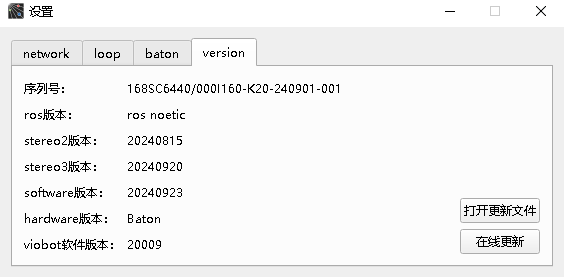 设置
network loop baton version
序列号： 168SC6440/000I160-K20-240901-001
ros版本： ros noetic
stereo2版本： 20240815
stereo3版本： 20240920
software版本： 20240923
hardware版本： Baton
打开更新文件
viobot软件版本： 20009
在线更新